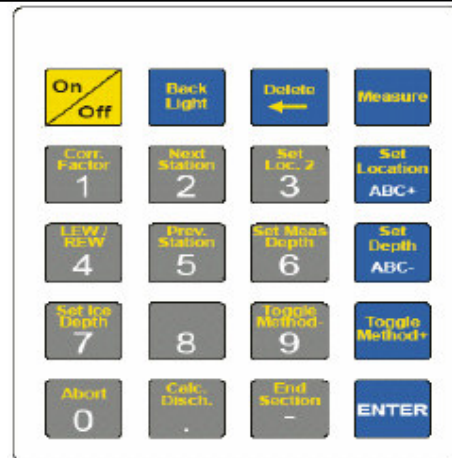 On
Off
Back
Light
Delete
Measure
Corr.
Factor
1
Next
Station
2
Set
Loc. 2
3
Set
Location
ABC+
LEW /
REW
4
Prev.
Station
5
Set Meas
Depth
6
Set
Depth
ABC-
Set Ice
Depth
7
8
Toggle
Method-
9
Toggle
Method+
Abort
0
Calc.
Disch.
.
End
Section
-
ENTER